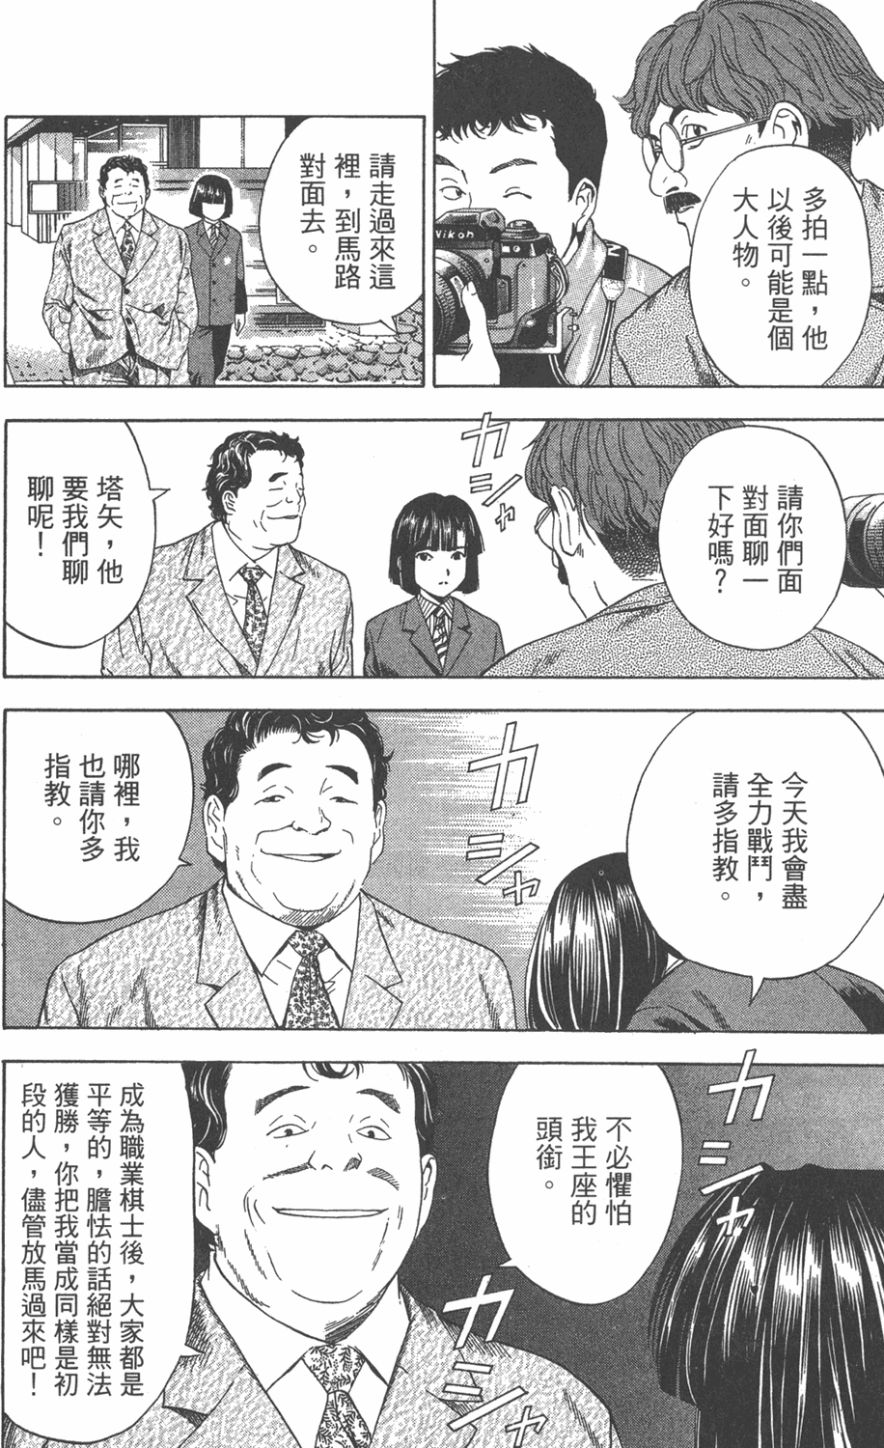 多拍一點，他
以後可能是個
大人物。
Nikon
N
請走過來這
裡，到馬路
對面去。
請你們面
對面聊一
下好嗎？
カ
シャ
塔矢，他
要我們聊
聊呢！
今天我會盡
全力戰鬥，
請多指教。
カ
シャ
哪裡，我
也請你多
指教。
カ
シャ
不必懼怕
我王座的
頭銜。
カ
シャ
成為職業棋士後，大家都是
平等的，膽怯的話絕對無法
獲勝，你把我當成同樣是初
段的人，儘管放馬過來吧！